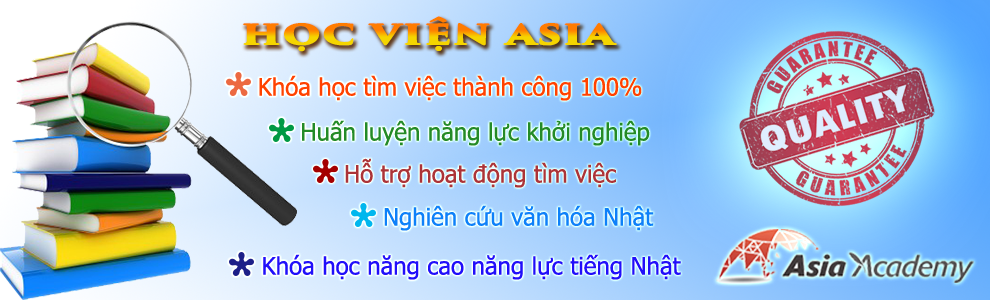 HỌC VIỆN ASIA
* Khóa học tìm việc thành công 100%
* Huấn luyện năng lực khởi nghiệp
* Hỗ trợ hoạt động tìm việc
* Nghiên cứu văn hóa Nhật
* Khóa học năng cao năng lực tiếng Nhật
GUARANTEE
QUALITY
GUARANTEE
Asia Academy